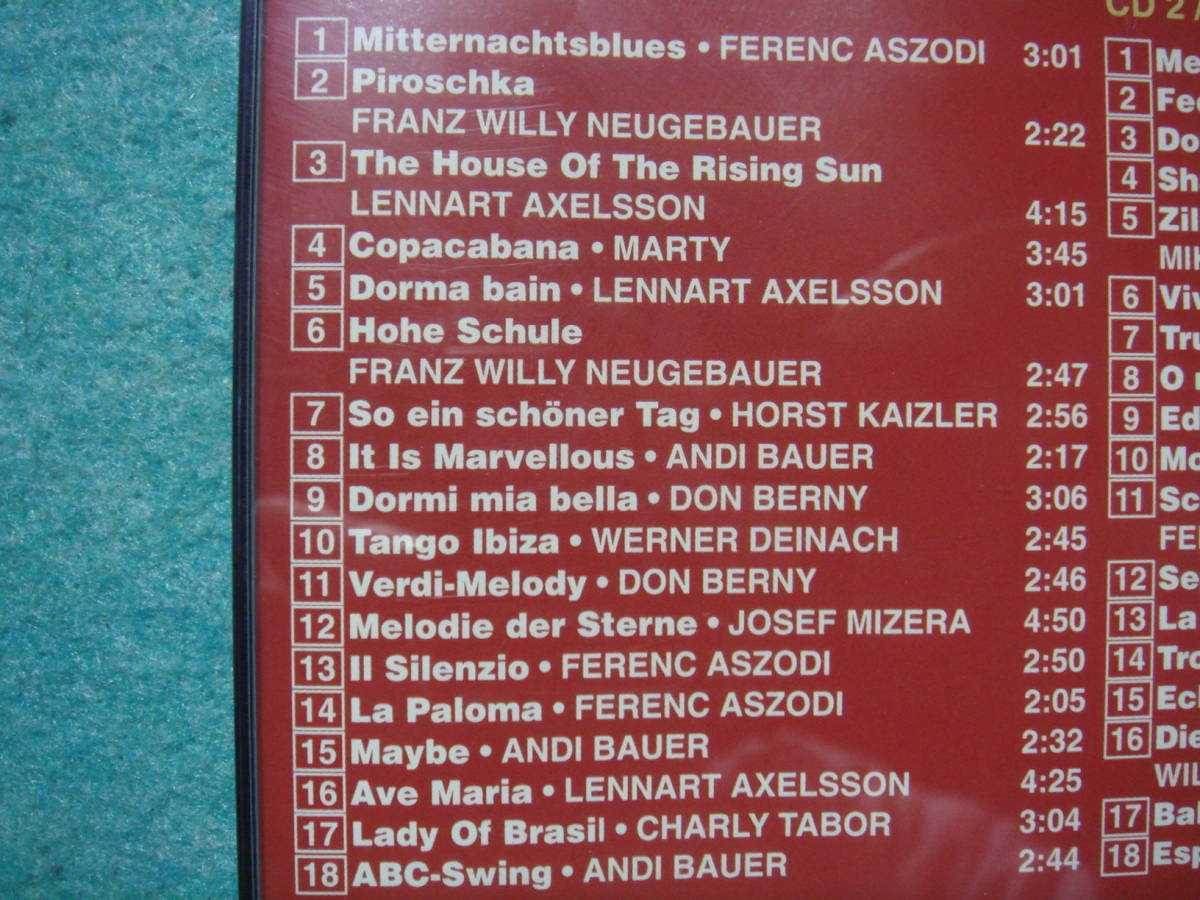 1 Mitternachtsblues • FERENC ASZODI 3:01
2 Piroschka
FRANZ WILLY NEUGEBAUER 2:22
3 The House Of The Rising Sun
LENNART AXELSSON 4:15
4 Copacabana • MARTY 3:45
5 Dorma bain • LENNART AXELSSON 3:01
6 Hohe Schule
FRANZ WILLY NEUGEBAUER 2:47
7 So ein schöner Tag • HORST KAIZLER 2:56
8 It Is Marvellous • ANDI BAUER 2:17
9 Dormi mia bella • DON BERNY 3:06
10 Tango Ibiza • WERNER DEINACH 2:45
11 Verdi-Melody • DON BERNY 2:46
12 Melodie der Sterne • JOSEF MIZERA 4:50
13 Il Silenzio • FERENC ASZODI 2:50
14 La Paloma • FERENC ASZODI 2:05
15 Maybe • ANDI BAUER 2:32
16 Ave Maria • LENNART AXELSSON 4:25
17 Lady Of Brasil • CHARLY TABOR 3:04
18 ABC-Swing • ANDI BAUER 2:44
CD 2
1
2
3
4
5
6
7
8 O
9
10
11
12
13 La
14
15
16 Die
17
18